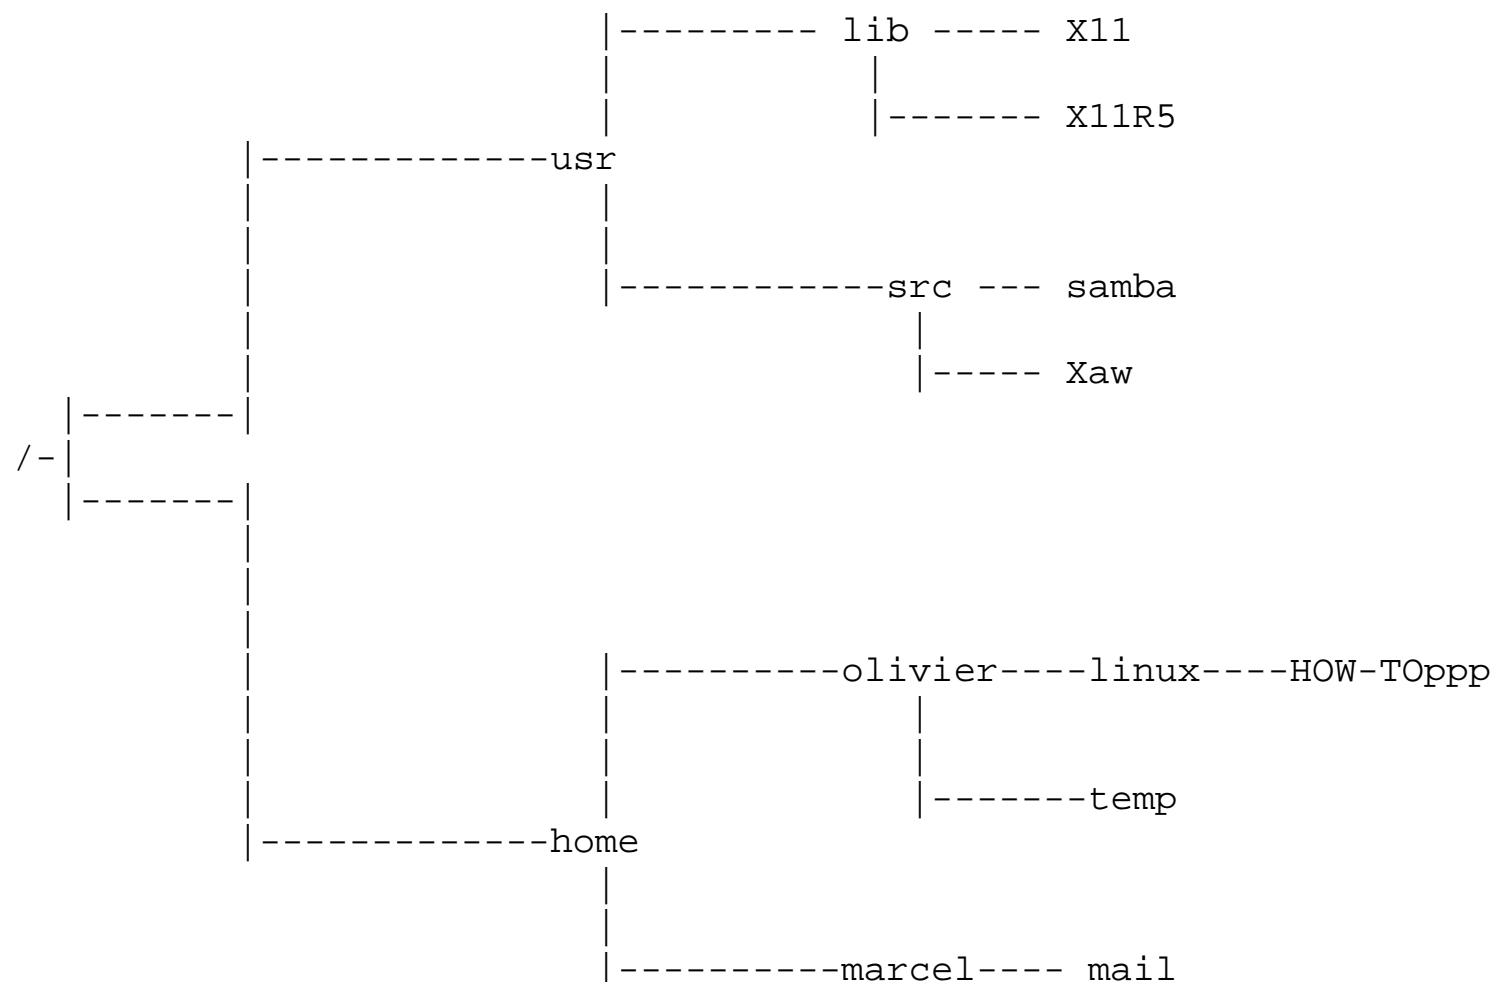 |--------- lib ----- X11
|           |
|           |------- X11R5
|-------------usr
|               |
|               |
|               |------------src --- samba
|                             |
|                             |----- Xaw
|-------|
/-|
|-------|
|
|
|
|               |----------olivier----linux----HOW-TOppp
|               |             |
|               |             |
|               |             |-------temp
|-------------home
|
|
|----------marcel---- mail